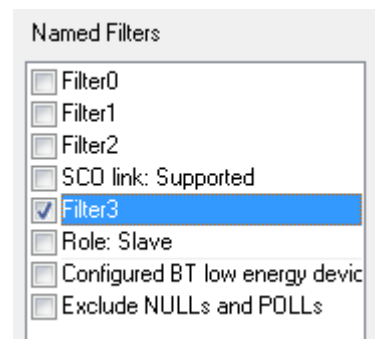 Named Filters
Filter0
Filter1
Filter2
SCO link: Supported
Filter3
Role: Slave
Configured BT low energy devic
Exclude NULLs and POLLs